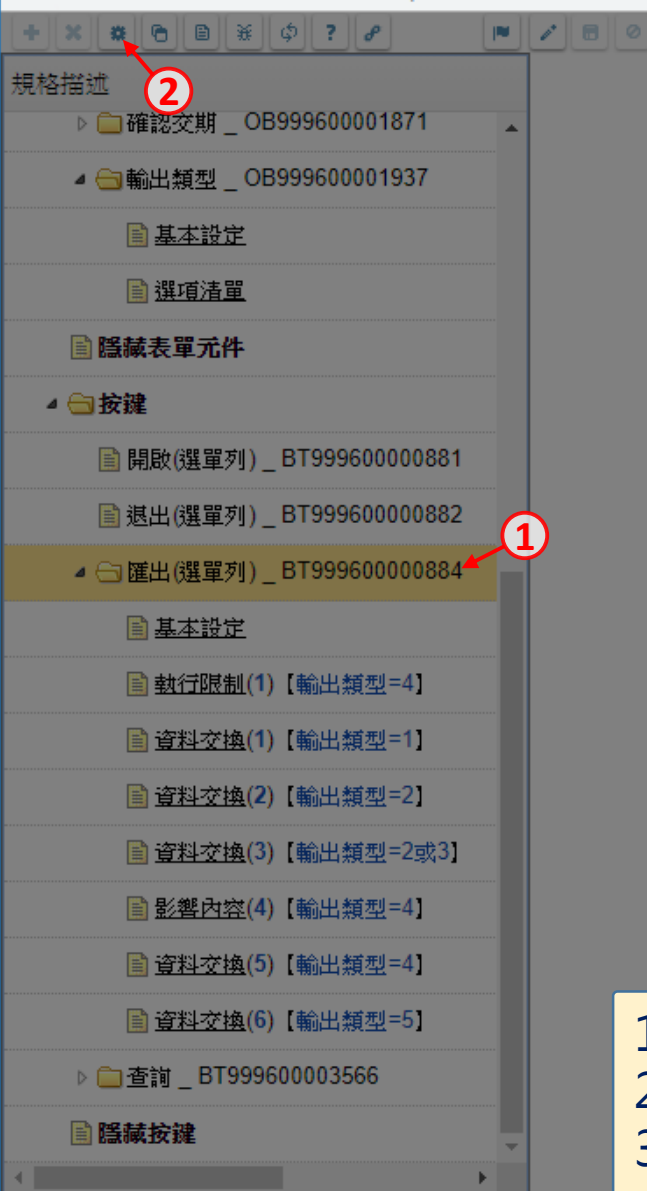 ?
規格描述
2
確認交期 _ OB999600001871
輸出類型 _ OB999600001937
基本設定
選項清單
隱藏表單元件
按鍵
開啟(選單列) _ BT999600000881
退出(選單列) _ BT999600000882
1
匯出(選單列) _ BT999600000884
基本設定
執行限制(1)【輸出類型=4】
資料交換(1)【輸出類型=1】
資料交換(2)【輸出類型=2】
資料交換(3)【輸出類型=2或3】
影響內容(4)【輸出類型=4】
資料交換(5)【輸出類型=4】
資料交換(6)【輸出類型=5】
查詢 _ BT999600003566
隱藏按鍵
1
2
3